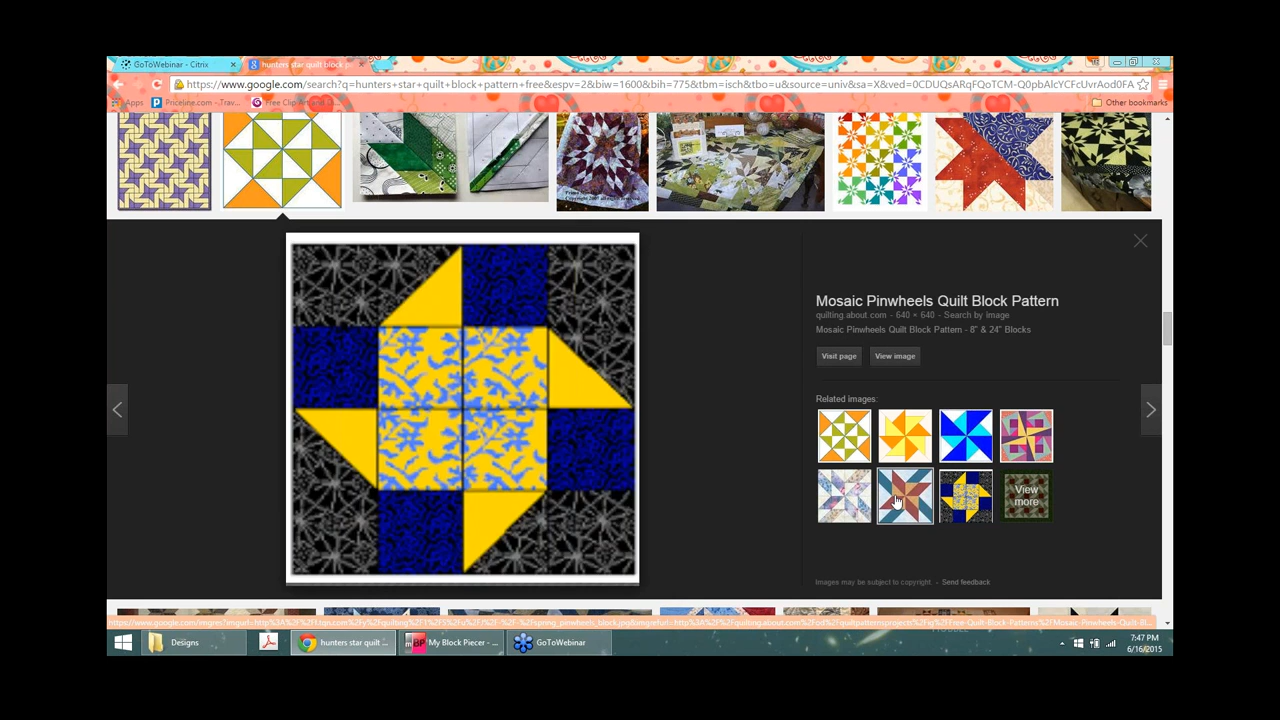 GoToWebinar - Citrix
hunters star quilt block p
https://www.google.com/search?q=hunters+star+quilt+block+pattern+free&espv=2&biw=1600&bih=775&tbm=isch&tbo=u&source=univ&sa=X&ved=0CDUQsARqFQoTCM-Q0pbAlcYCFcUvrAod0FA
Apps
Priceline.com - Trav...
Free Clip Art
Other bookmarks
Mosaic Pinwheels Quilt Block Pattern
quilting.about.com - 640 × 640 - Search by image
Mosaic Pinwheels Quilt Block Pattern - 8" & 24" Blocks
Visit page
View image
Related images:
View more
Images may be subject to copyright. - Send feedback
Designs
hunters star quilt ...
My Block Piecer - ...
GoToWebinar
7:47 PM
6/16/2015